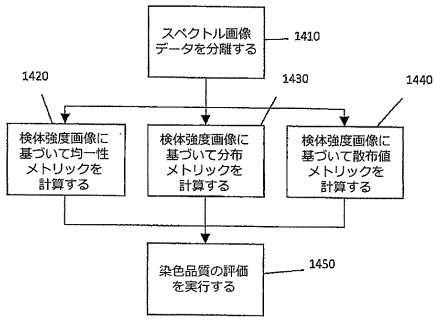 スペクトル画像
データを分離する
1410
1420
1430
1440
検体強度画像に
基づいて均一性
メトリックを
計算する
検体強度画像に
基づいて分布
メトリックを
計算する
検体強度画像に
基づいて散布値
メトリックを
計算する
染色品質の評価
を実行する
1450